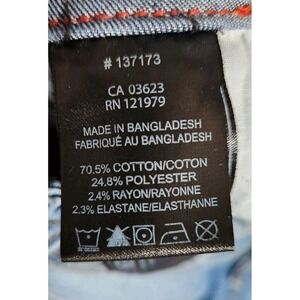 # 137173
CA 03623
RN 121979
MADE IN BANGLADESH
FABRIQUÉ AU BANGLADESH
70.5% COTTON/COTON
24.8% POLYESTER
2.4% RAYON/RAYONNE
2.3% ELASTANE/ELASTHANNE